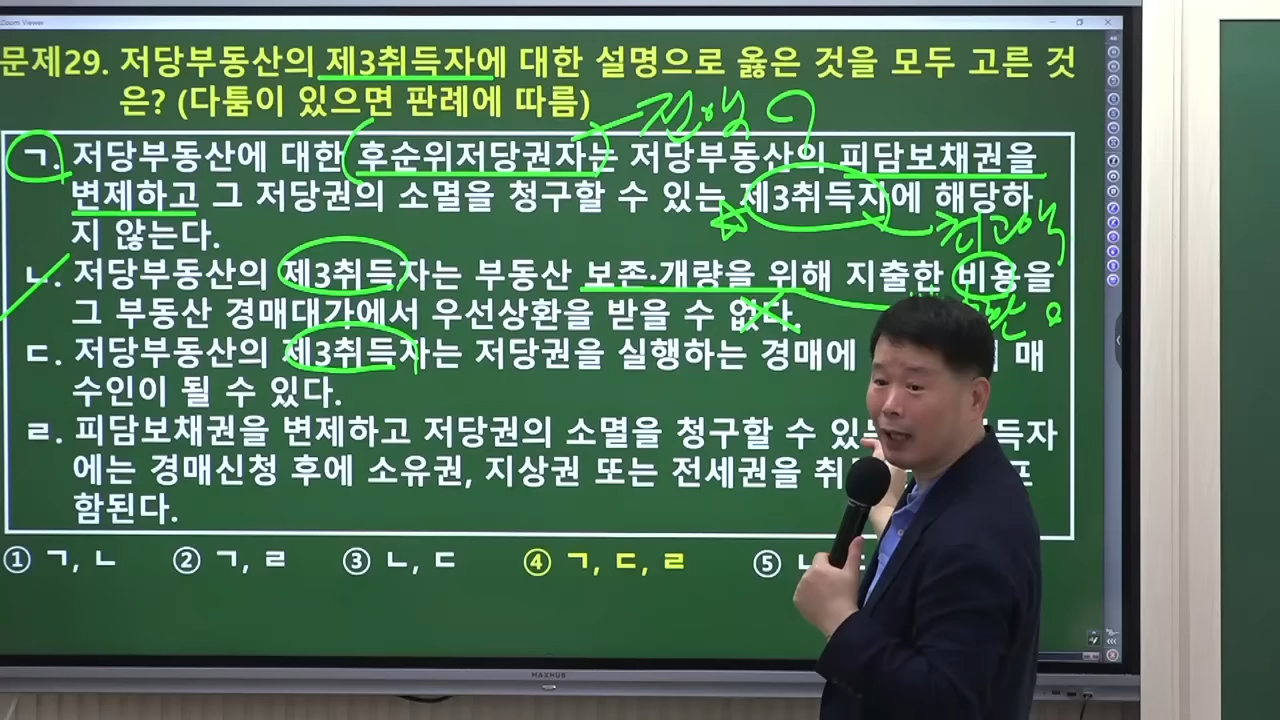 Zoom Viewer
문제29. 저당부동산의 제3취득자에 대한 설명으로 옳은 것을 모두 고른 것
은? (다툼이 있으면 판례에 따름)
전액
ㄱ. 저당부동산에 대한 후순위저당권자는 저당부동산의 피담보채권을
변제하고 그 저당권의 소멸을 청구할 수 있는 제3취득자에 해당하
지 않는다.
최고액
ㄴ. 저당부동산의 제3취득자는 부동산 보존·개량을 위해 지출한 비용을
그 부동산 경매대가에서 우선상환을 받을 수 없다.
ㄷ. 저당부동산의 제3취득자는 저당권을 실행하는 경매에 매
수인이 될 수 있다.
ㄹ. 피담보채권을 변제하고 저당권의 소멸을 청구할 수 득자
에는 경매신청 후에 소유권, 지상권 또는 전세권을
함된다.
① ㄱ, ㄴ ② ㄱ, ㄹ ③ ㄴ, ㄷ ④ ㄱ, ㄷ, ㄹ ⑤
MAXHUB